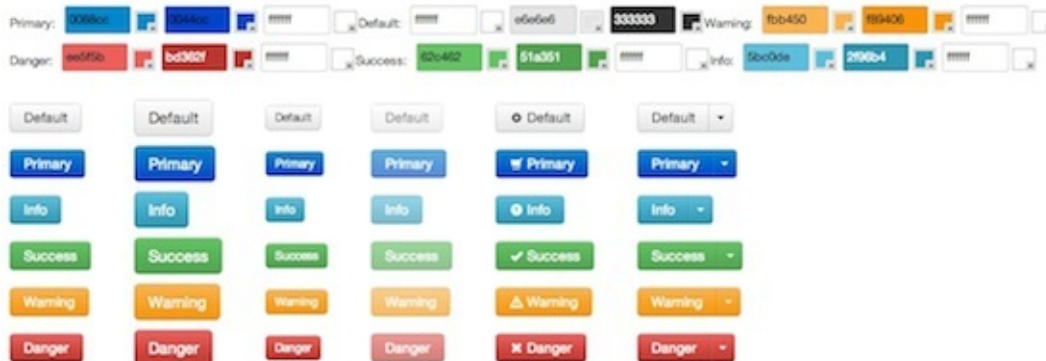 Primary: 0088cc 0044cc ffffff Default: ffffff e6e6e6 333333 Warning: fbb450 f89406 ffffff
Danger: ee5f5b bd362f ffffff Success: 62c462 51a351 ffffff Info: 5bc0de 2f96b4 ffffff
Default Default Default Default Default Default
Primary Primary Primary Primary Primary Primary
Info Info Info Info Info Info
Success Success Success Success Success Success
Warning Warning Warning Warning Warning Warning
Danger Danger Danger Danger Danger Danger